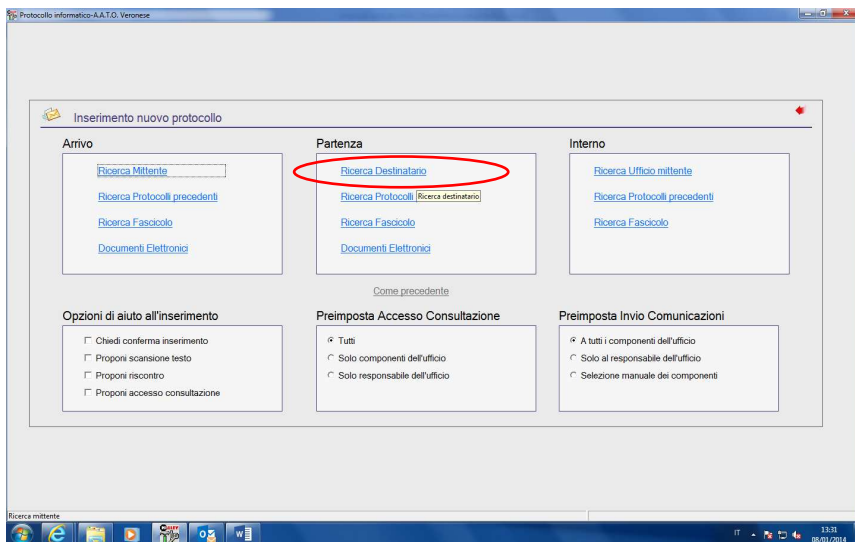 Protocollo informatico-A.A.T.O. Veronese
Inserimento nuovo protocollo
Arrivo
Ricerca Mittente
Ricerca Protocolli precedenti
Ricerca Fascicolo
Documenti Elettronici
Partenza
Ricerca Destinatario
Ricerca Protocolli
Ricerca destinatario
Ricerca Fascicolo
Documenti Elettronici
Interno
Ricerca Ufficio mittente
Ricerca Protocolli precedenti
Ricerca Fascicolo
Come precedente
Opzioni di aiuto all'inserimento
Chiedi conferma inserimento
Proponi scansione testo
Proponi riscontro
Proponi accesso consultazione
Preimposta Accesso Consultazione
Tutti
Solo componenti dell'ufficio
Solo responsabile dell'ufficio
Preimposta Invio Comunicazioni
A tutti i componenti dell'ufficio
Solo al responsabile dell'ufficio
Selezione manuale dei componenti
Ricerca mittente
IT
13:31
08/01/2014